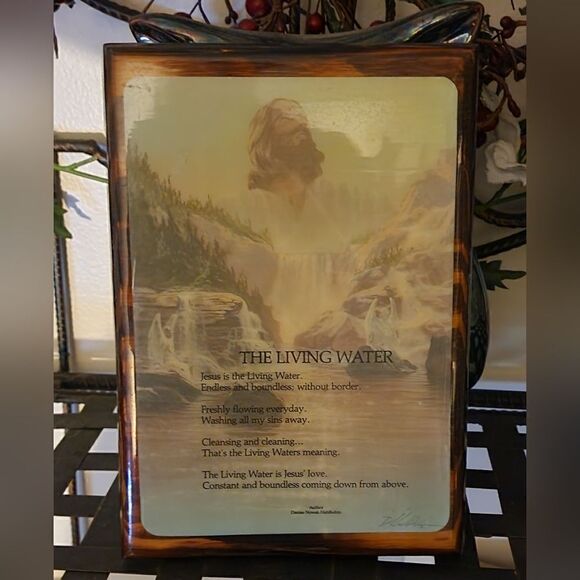 THE LIVING WATER
Jesus is the Living Water.
Endless and boundless; without border.
Freshly flowing everyday.
Washing all my sins away.
Cleansing and cleaning...
That's the Living Waters meaning.
The Living Water is Jesus' love.
Constant and boundless coming down from above.